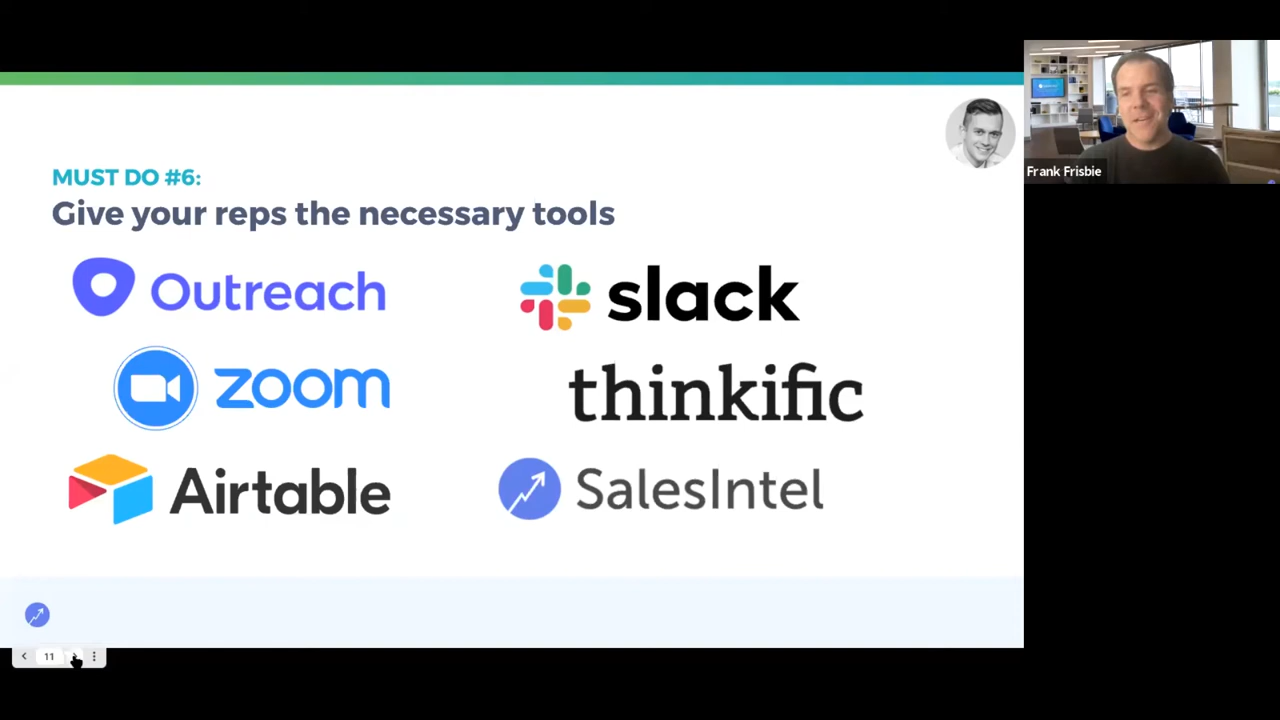 MUST DO #6:
Give your reps the necessary tools
Outreach
slack
zoom
thinkific
Airtable
SalesIntel
Frank Frisbie
11